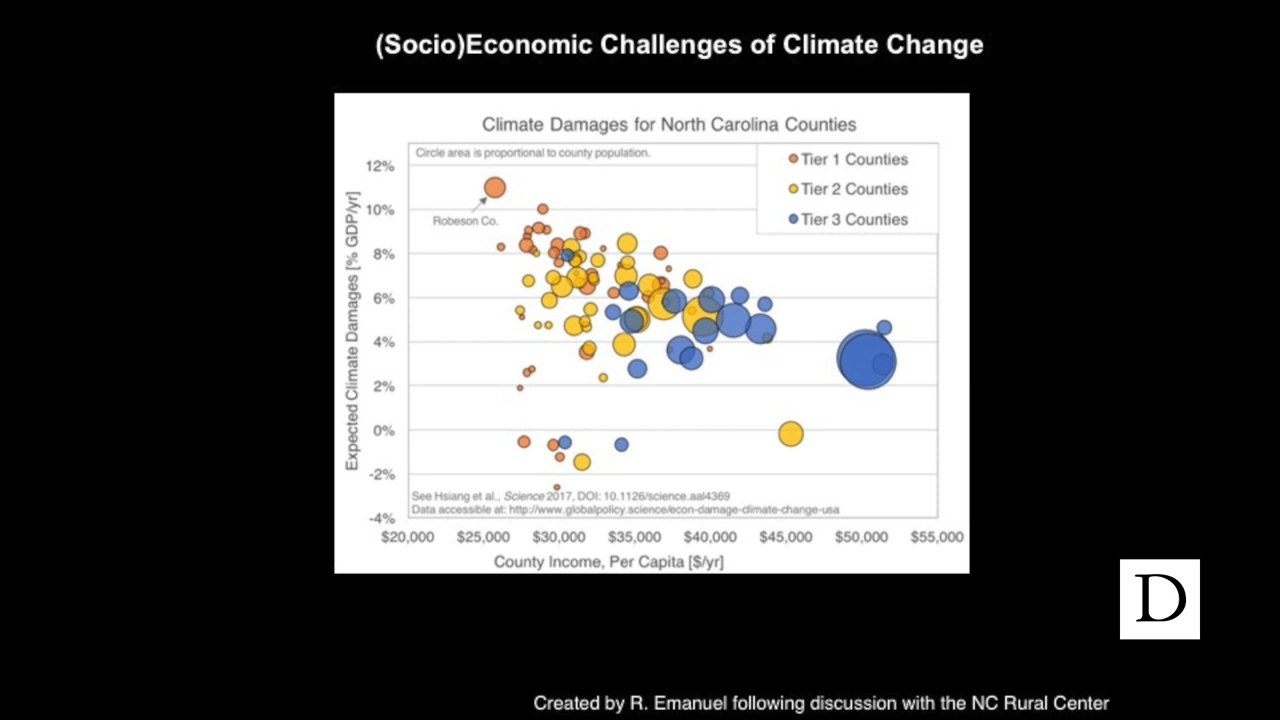 (Socio)Economic Challenges of Climate Change
Climate Damages for North Carolina Counties
Circle area is proportional to county population.
Tier 1 Counties
Tier 2 Counties
Tier 3 Counties
Expected Climate Damages [% GDP/yr]
12%
10%
8%
6%
4%
2%
0%
-2%
-4%
Robeson Co.
See Hsiang et al., Science 2017, DOI: 10.1126/science.aal4369
Data accessible at: http://www.globalpolicy.science/econ-damage-climate-change-usa
$20,000 $25,000 $30,000 $35,000 $40,000 $45,000 $50,000 $55,000
County Income, Per Capita [$/yr]
D
Created by R. Emanuel following discussion with the NC Rural Center